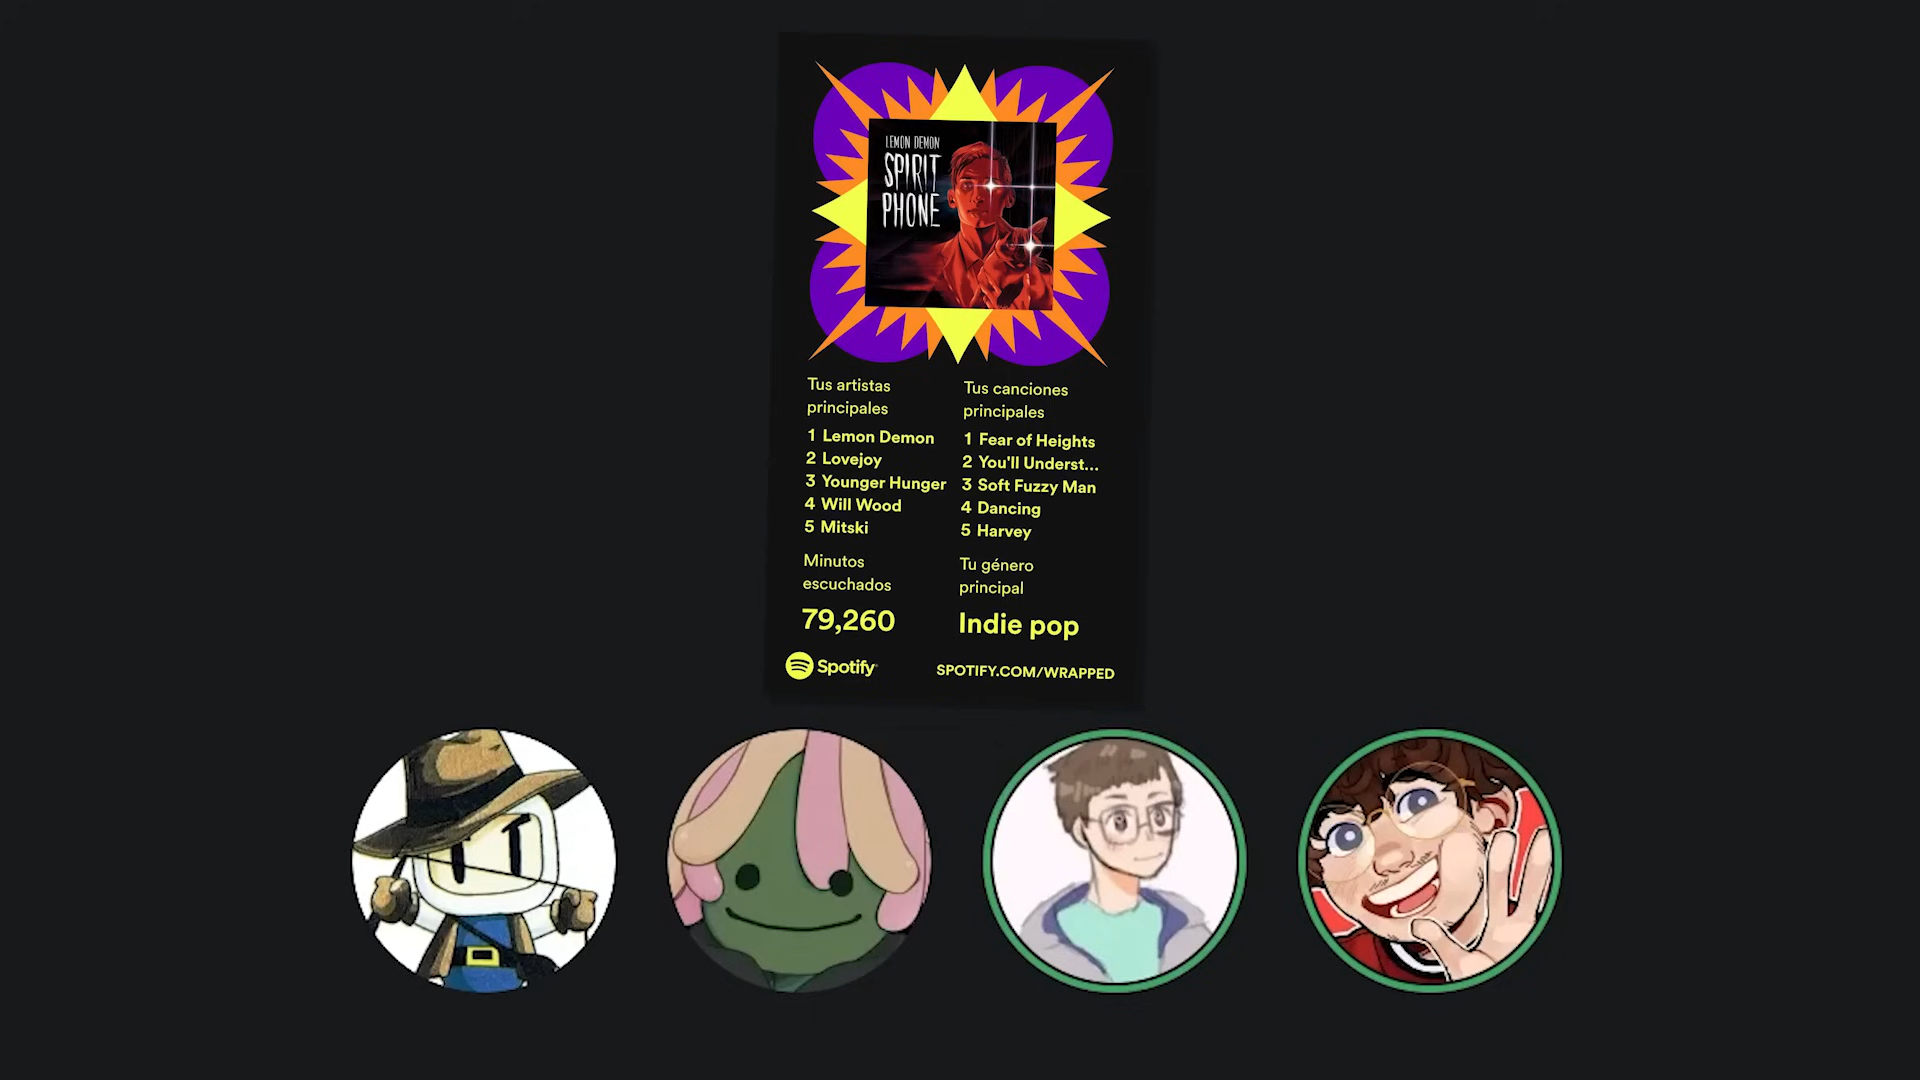 LEMON DEMON
SPIRIT
PHONE
Tus artistas
principales
1 Lemon Demon
2 Lovejoy
3 Younger Hunger
4 Will Wood
5 Mitski
Tus canciones
principales
1 Fear of Heights
2 You'll Underst...
3 Soft Fuzzy Man
4 Dancing
5 Harvey
Minutos
escuchados
79,260
Tu género
principal
Indie pop
Spotify
SPOTIFY.COM/WRAPPED